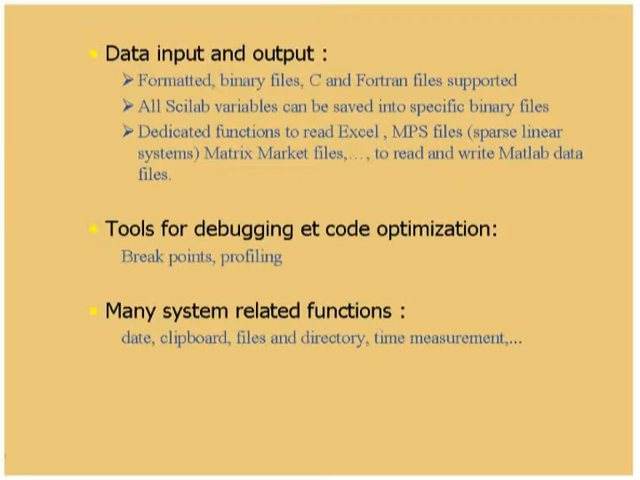 Data input and output :
Formatted, binary files, C and Fortran files supported
All Scilab variables can be saved into specific binary files
Dedicated functions to read Excel , MPS files (sparse linear
systems) Matrix Market files,..., to read and write Matlab data
files.
Tools for debugging et code optimization:
Break points, profiling
Many system related functions :
date, clipboard, files and directory, time measurement,...